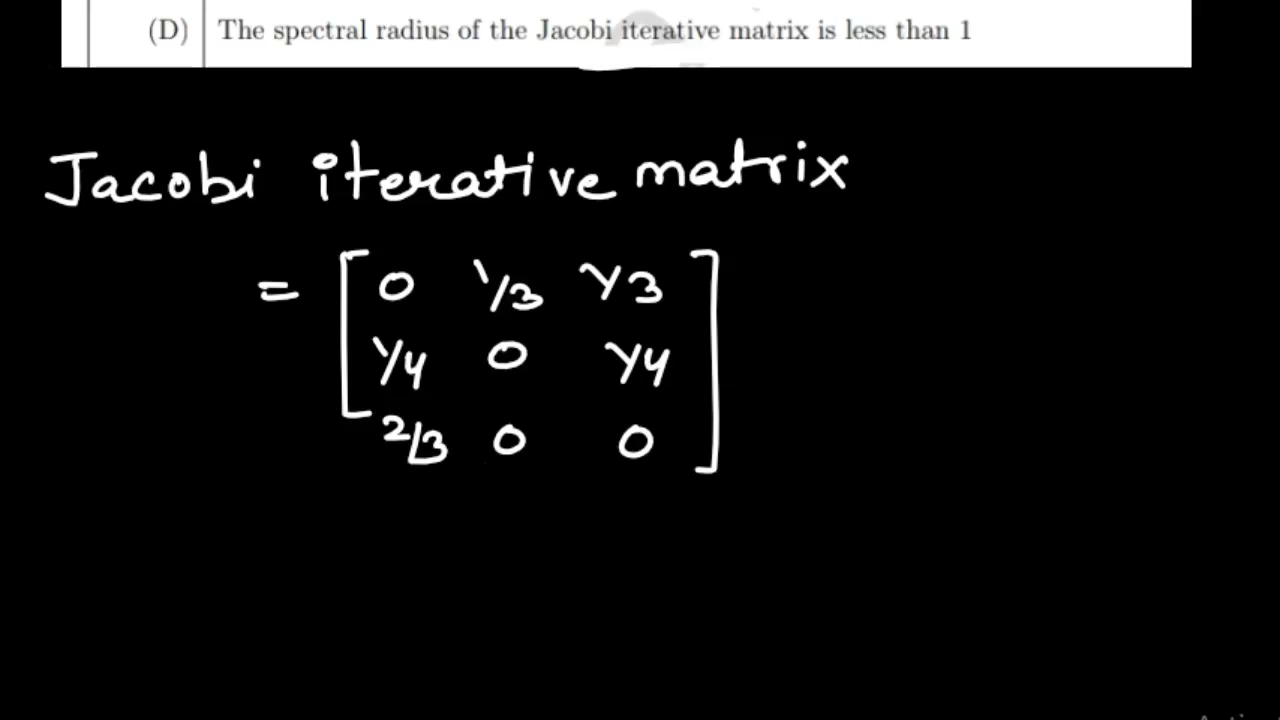 (D) The spectral radius of the Jacobi iterative matrix is less than 1
Jacobi iterative matrix
= [ 0 1/3 1/3
1/4 0 1/4
2/3 0 0 ]